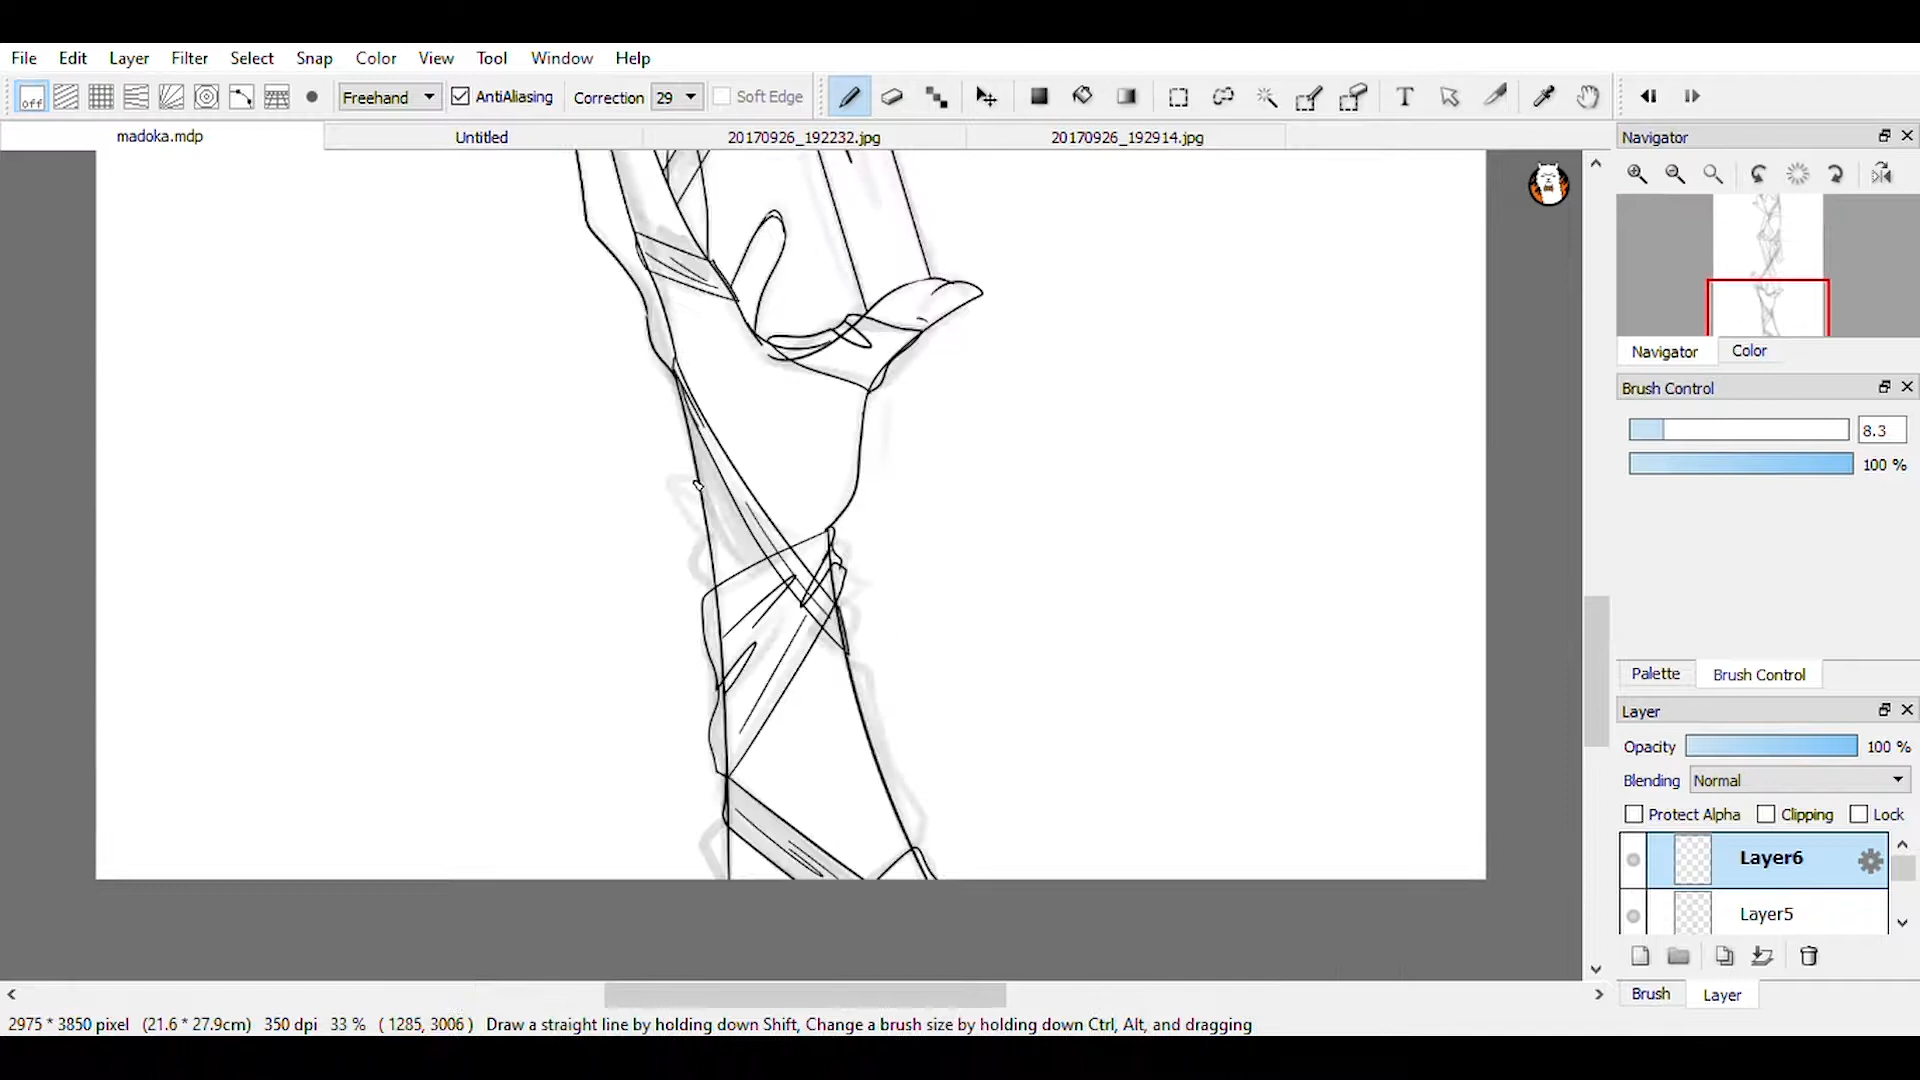 File Edit Layer Filter Select Snap Color View Tool Window Help
off Freehand AntiAliasing Correction 29 Soft Edge T
madoka.mdp Untitled 20170926_192232.jpg 20170926_192914.jpg
Navigator
Navigator Color
Brush Control
8.3
100 %
Palette Brush Control
Layer
Opacity 100 %
Blending Normal
Protect Alpha Clipping Lock
Layer6
Layer5
Brush Layer
2975 * 3850 pixel (21.6 * 27.9cm) 350 dpi 33 % ( 1285, 3006 ) Draw a straight line by holding down Shift, Change a brush size by holding down Ctrl, Alt, and dragging